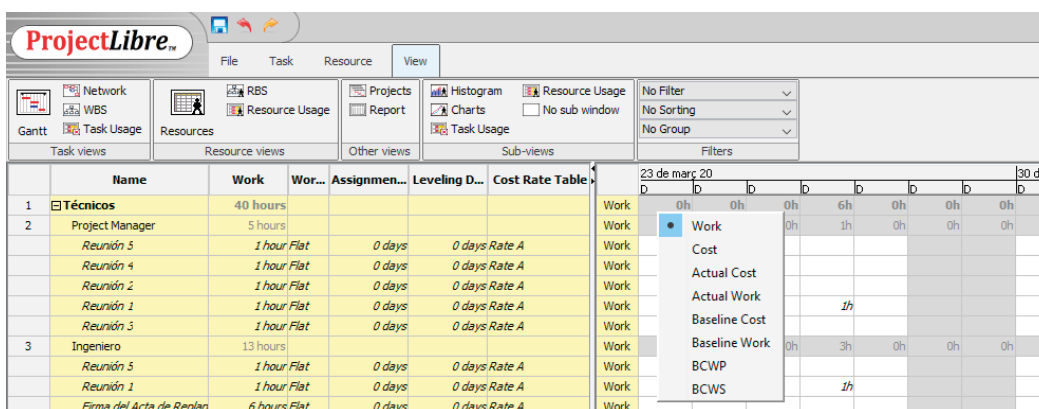 ProjectLibre™
File Task Resource View
Network RBS Projects Histogram Resource Usage No Filter
WBS Resource Usage Report Charts No sub window No Sorting
Gantt Task Usage Resources Task Usage No Group
Task views Resource views Other views Sub-views Filters
Name Work Wor... Assignmen... Leveling D... Cost Rate Table 23 de març 20 30 d
D D D D D D D D
1 Técnicos 40 hours Work 0h 0h 0h 6h 0h 0h 0h
2 Project Manager 5 hours Work Work 0h 1h 0h 0h 0h
Reunión 5 1 hour Flat 0 days 0 days Rate A Work Cost
Reunión 4 1 hour Flat 0 days 0 days Rate A Work Actual Cost
Reunión 2 1 hour Flat 0 days 0 days Rate A Work Actual Work
Reunión 1 1 hour Flat 0 days 0 days Rate A Work 1h
Reunión 3 1 hour Flat 0 days 0 days Rate A Work Baseline Cost
3 Ingeniero 13 hours Work Baseline Work 0h 3h 0h 0h 0h
Reunión 5 1 hour Flat 0 days 0 days Rate A Work BCWP
Reunión 1 1 hour Flat 0 days 0 days Rate A Work BCWS 1h
Firma del Acta de Replan 6 hours Flat 0 days 0 days Rate A Work